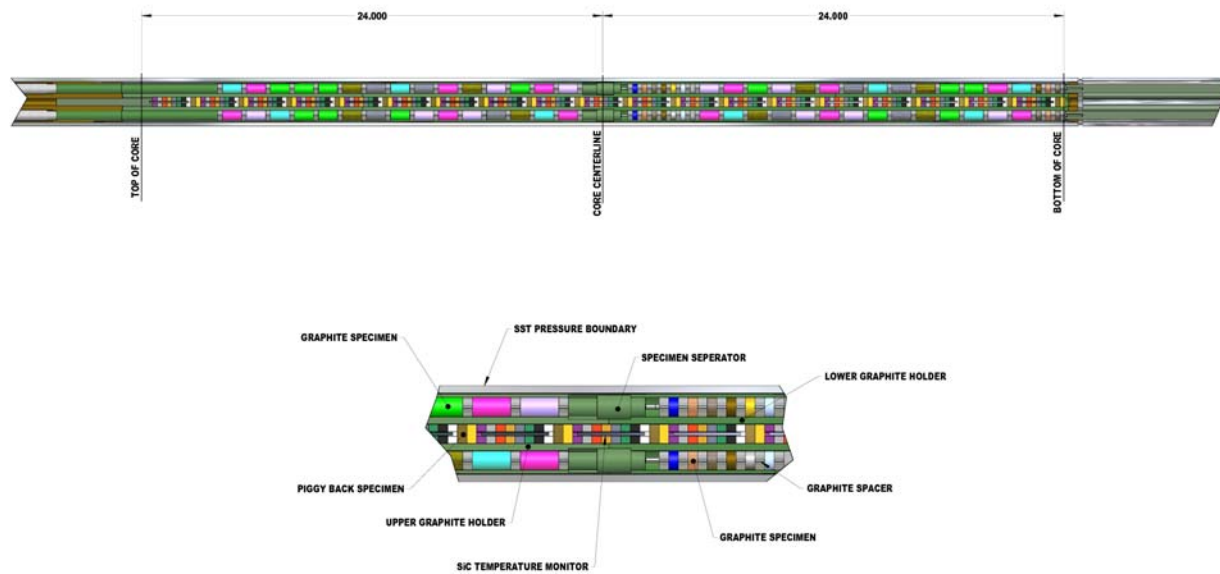 24.000
24.000
TOP OF CORE
CORE CENTERLINE
BOTTOM OF CORE
SST PRESSURE BOUNDARY
GRAPHITE SPECIMEN
SPECIMEN SEPERATOR
LOWER GRAPHITE HOLDER
PIGGY BACK SPECIMEN
GRAPHITE SPACER
UPPER GRAPHITE HOLDER
GRAPHITE SPECIMEN
SiC TEMPERATURE MONITOR